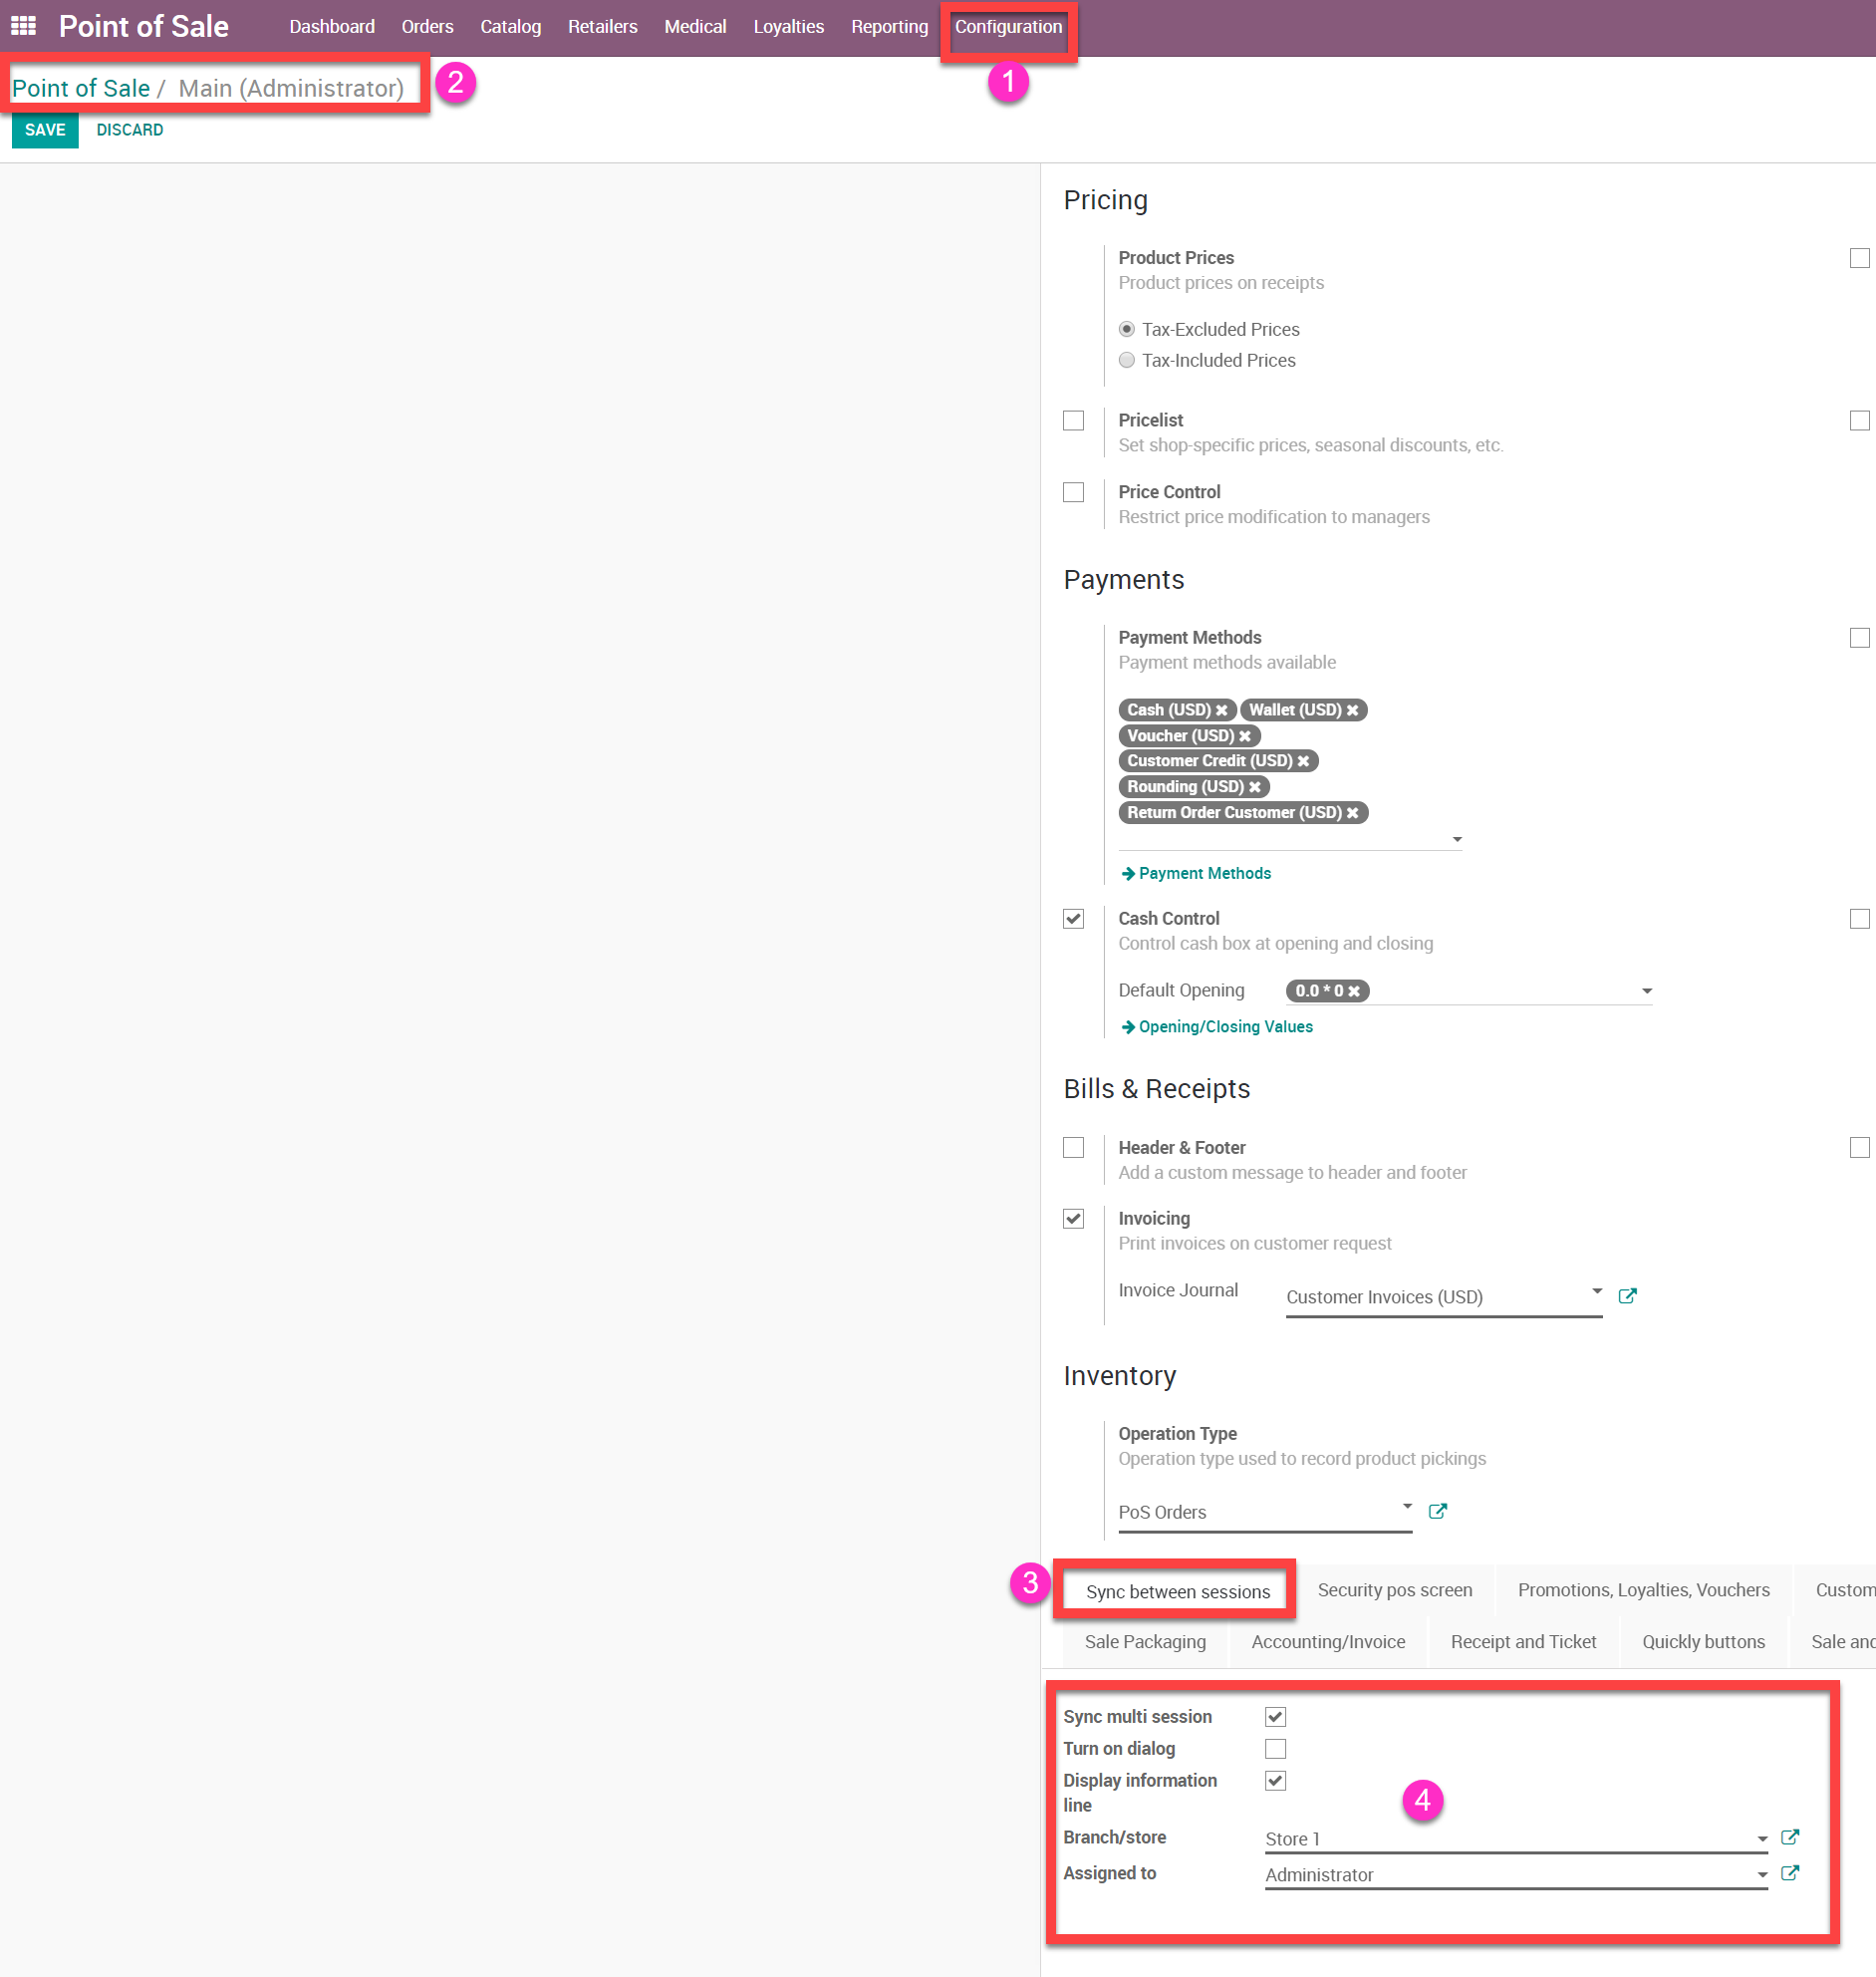 Point of Sale Dashboard Orders Catalog Retailers Medical Loyalties Reporting Configuration
Point of Sale / Main (Administrator) 2 1
SAVE DISCARD
Pricing
Product Prices
Product prices on receipts
Tax-Excluded Prices
Tax-Included Prices
Pricelist
Set shop-specific prices, seasonal discounts, etc.
Price Control
Restrict price modification to managers
Payments
Payment Methods
Payment methods available
Cash (USD) Wallet (USD)
Voucher (USD)
Customer Credit (USD)
Rounding (USD)
Return Order Customer (USD)
Payment Methods
Cash Control
Control cash box at opening and closing
Default Opening 0.0 * 0
Opening/Closing Values
Bills & Receipts
Header & Footer
Add a custom message to header and footer
Invoicing
Print invoices on customer request
Invoice Journal Customer Invoices (USD)
Inventory
Operation Type
Operation type used to record product pickings
PoS Orders
3 Sync between sessions Security pos screen Promotions, Loyalties, Vouchers Custom
Sale Packaging Accounting/Invoice Receipt and Ticket Quickly buttons Sale and
Sync multi session
Turn on dialog
Display information
line
4
Branch/store Store 1
Assigned to Administrator